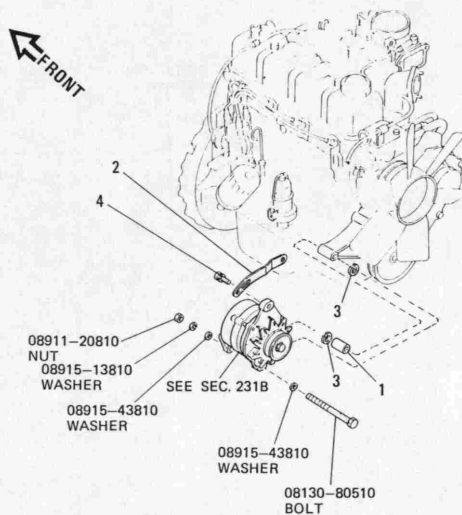 FRONT
2
4
3
08911–20810
NUT
08915–13810
WASHER
08915–43810
WASHER
SEE SEC. 231B
3
1
08915–43810
WASHER
08130–80510
BOLT